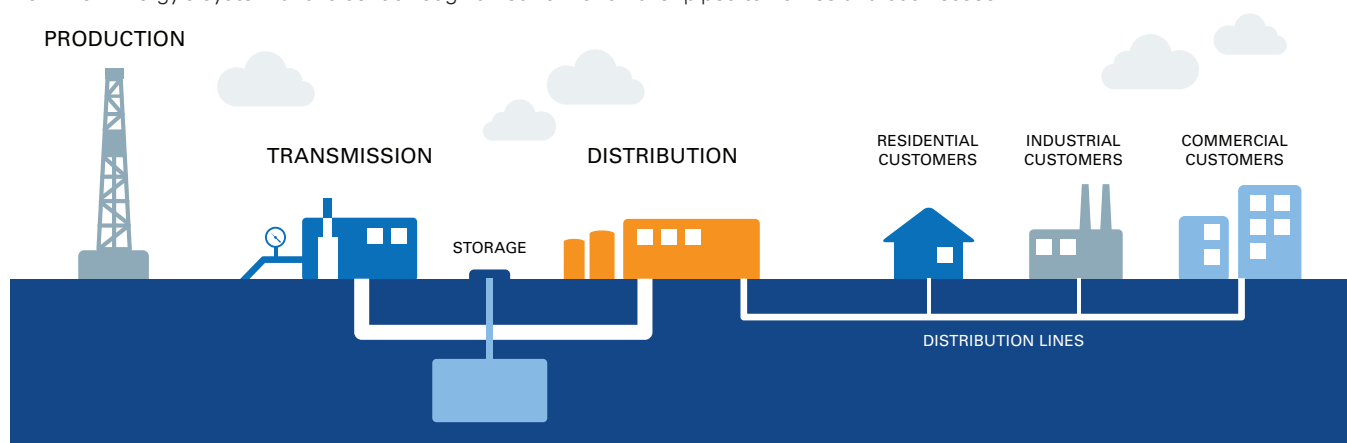 PRODUCTION
TRANSMISSION
STORAGE
DISTRIBUTION
RESIDENTIAL
CUSTOMERS
INDUSTRIAL
CUSTOMERS
COMMERCIAL
CUSTOMERS
DISTRIBUTION LINES